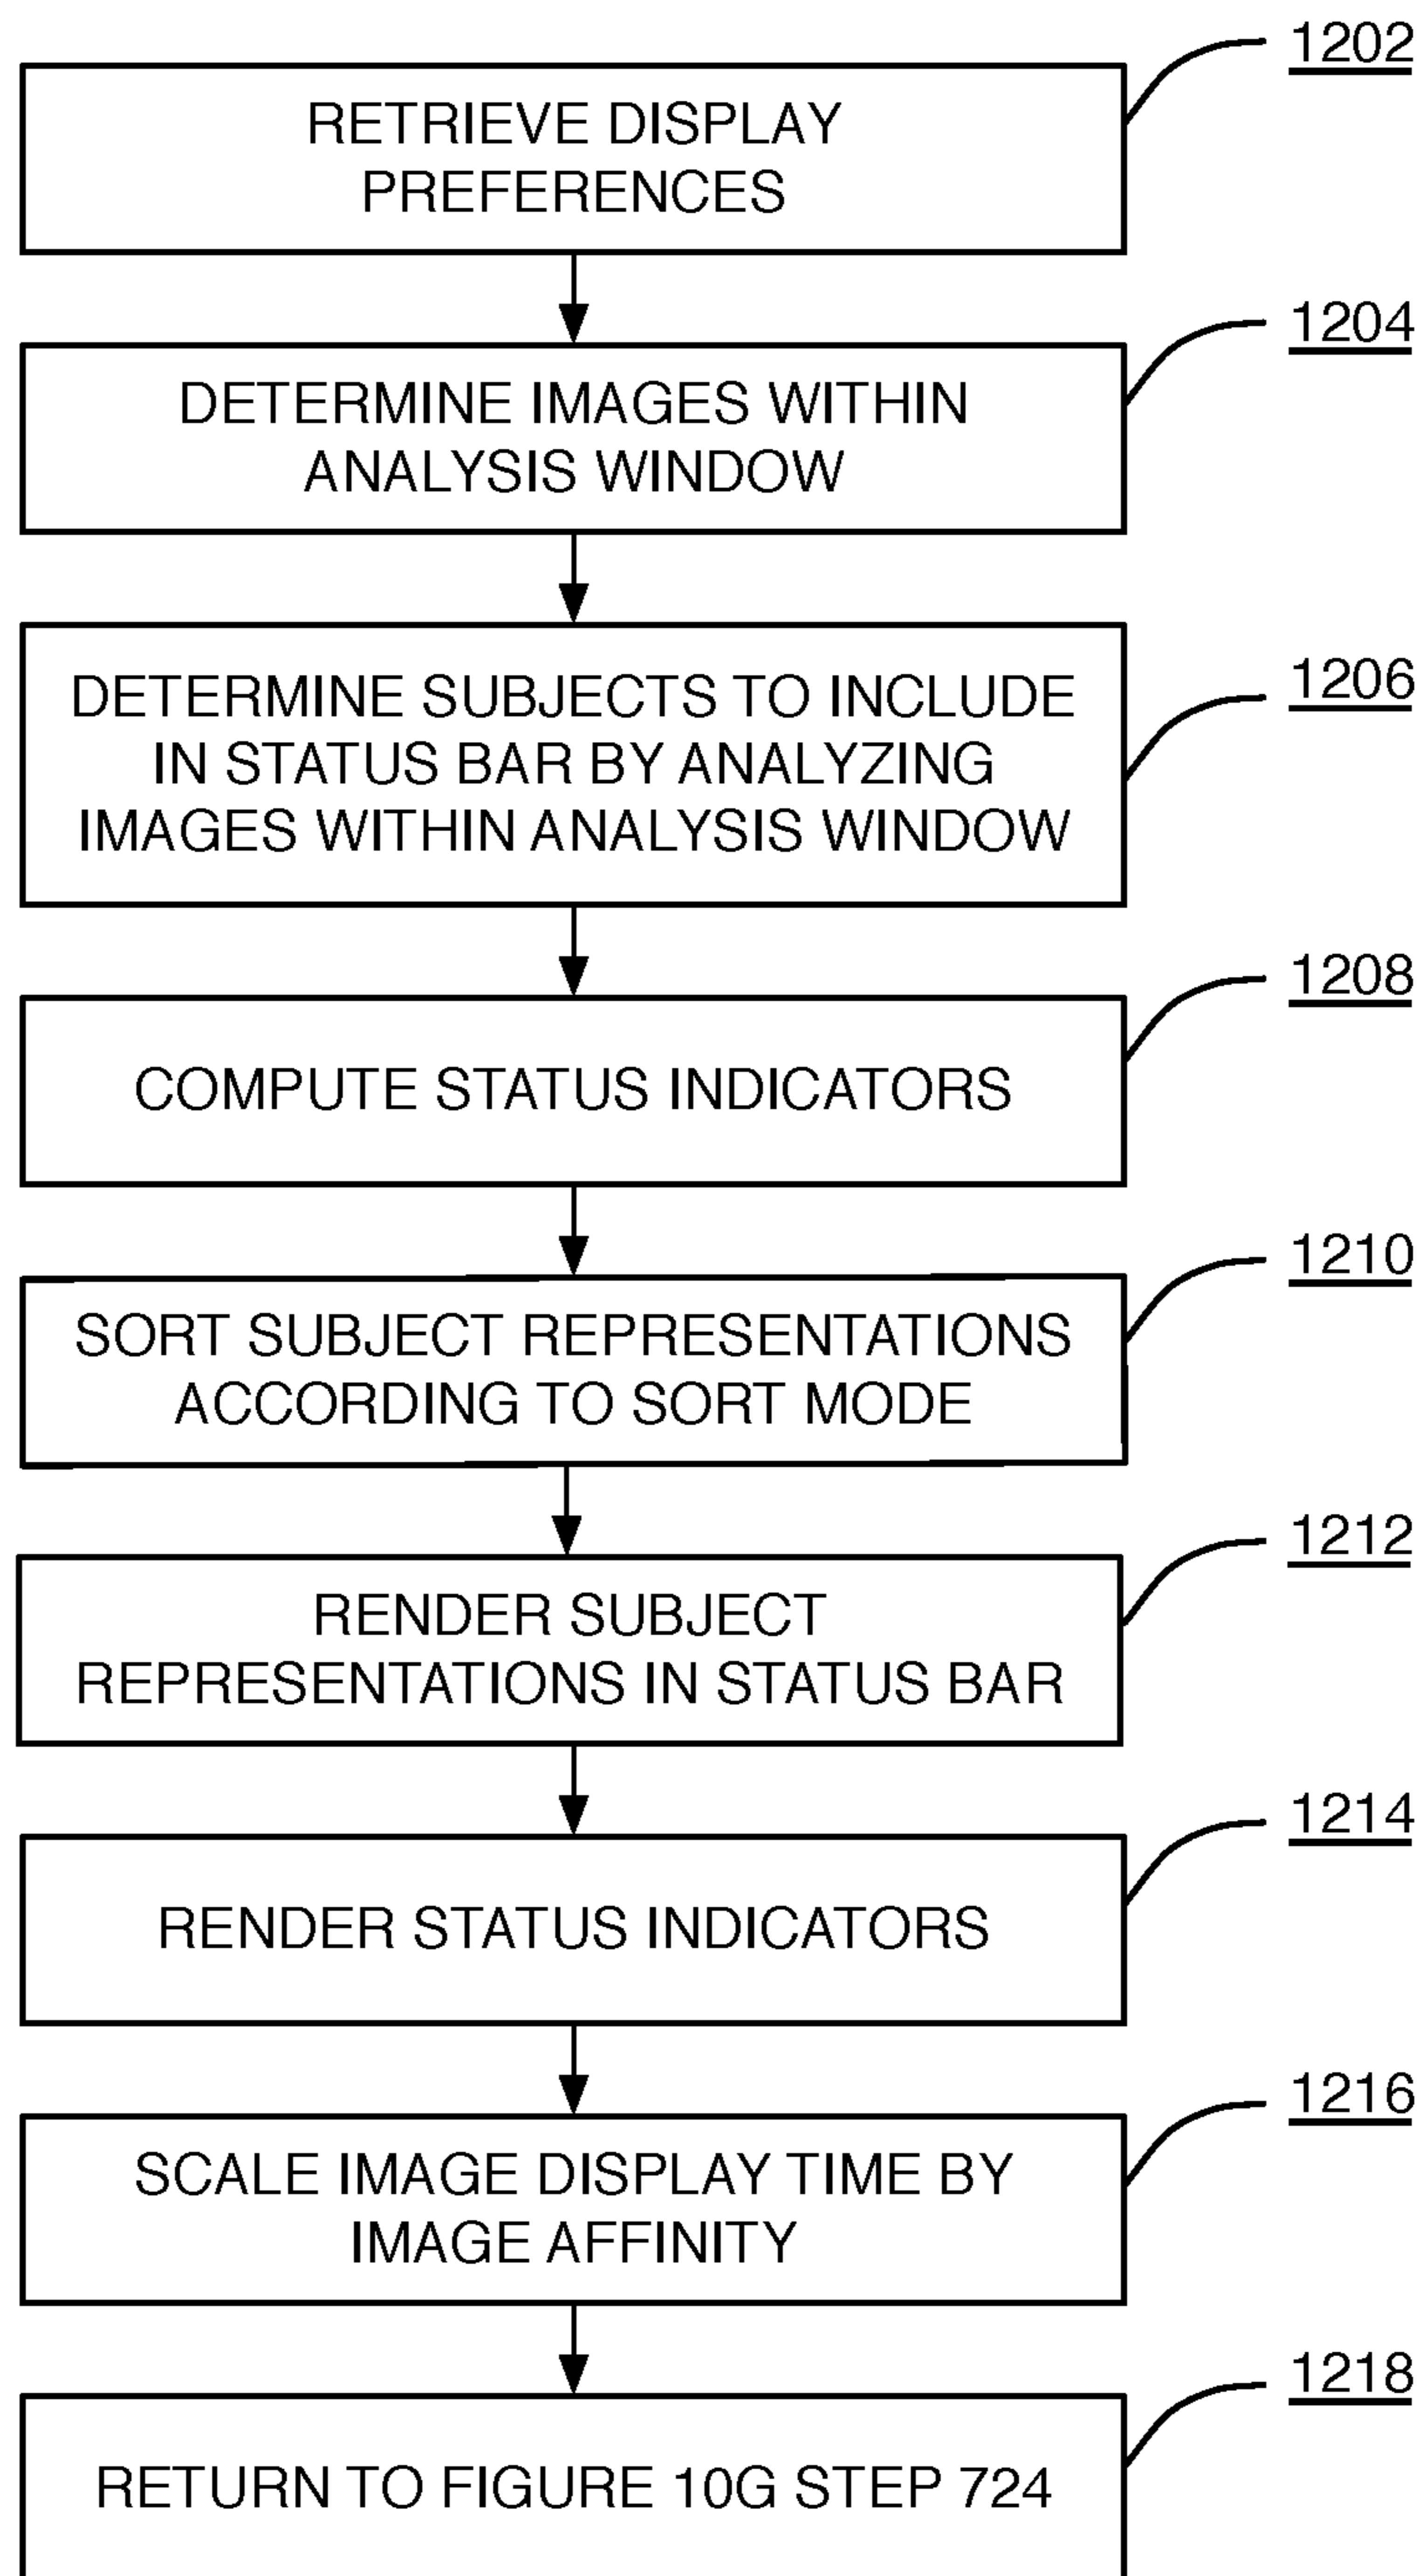 1202
RETRIEVE DISPLAY
PREFERENCES
1204
DETERMINE IMAGES WITHIN
ANALYSIS WINDOW
1206
DETERMINE SUBJECTS TO INCLUDE
IN STATUS BAR BY ANALYZING
IMAGES WITHIN ANALYSIS WINDOW
1208
COMPUTE STATUS INDICATORS
1210
SORT SUBJECT REPRESENTATIONS
ACCORDING TO SORT MODE
1212
RENDER SUBJECT
REPRESENTATIONS IN STATUS BAR
1214
RENDER STATUS INDICATORS
1216
SCALE IMAGE DISPLAY TIME BY
IMAGE AFFINITY
1218
RETURN TO FIGURE 10G STEP 724